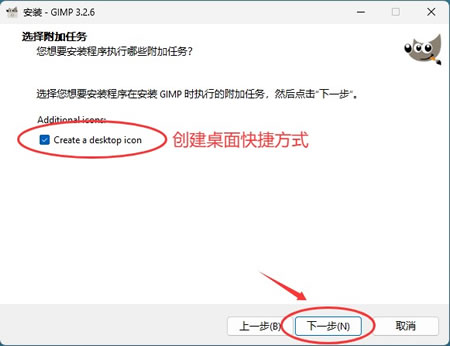 安装 - GIMP 3.2.6
选择附加任务
您想要安装程序执行哪些附加任务?
选择您想要安装程序在安装 GIMP 时执行的附加任务，然后点击"下一步"。
Additional icons:
Create a desktop icon 创建桌面快捷方式
上一步(B) 下一步(N) 取消